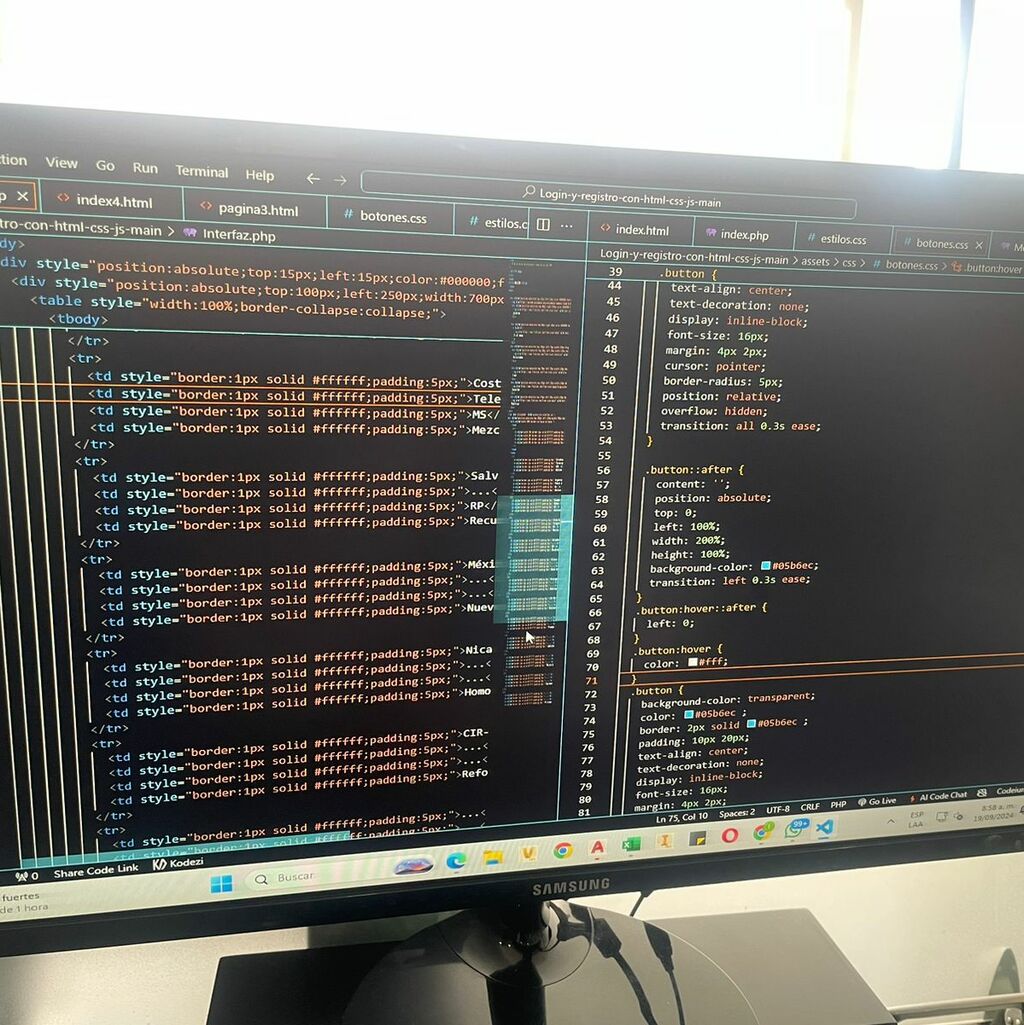 View Go Run Terminal Help
Login-y-registro-con-html-css-js-main
index4.html
pagina3.html
botones.css
estilos.c
index.html
index.php
estilos.css
botones.css
-con-html-css-js-main > Interfaz.php
Login-y-registro-con-html-css-js-main > assets > css > botones.css > .button:hover
div style="position:absolute;top:15px;left:15px;color:#000000;f
<div style="position:absolute;top:100px;left:250px;width:700px
<table style="width:100%;border-collapse:collapse;">
<tbody>
</tr>
<tr>
<td style="border:1px solid #ffffff;padding:5px;">Cost
<td style="border:1px solid #ffffff;padding:5px;">Tele
<td style="border:1px solid #ffffff;padding:5px;">MS</
<td style="border:1px solid #ffffff;padding:5px;">Mezc
</tr>
<tr>
<td style="border:1px solid #ffffff;padding:5px;">Salv
<td style="border:1px solid #ffffff;padding:5px;">...<
<td style="border:1px solid #ffffff;padding:5px;">RP</
<td style="border:1px solid #ffffff;padding:5px;">Recu
</tr>
<tr>
<td style="border:1px solid #ffffff;padding:5px;">Méxi
<td style="border:1px solid #ffffff;padding:5px;">...<
<td style="border:1px solid #ffffff;padding:5px;">...<
<td style="border:1px solid #ffffff;padding:5px;">Nuev
</tr>
<tr>
<td style="border:1px solid #ffffff;padding:5px;">Nica
<td style="border:1px solid #ffffff;padding:5px;">...<
<td style="border:1px solid #ffffff;padding:5px;">...<
<td style="border:1px solid #ffffff;padding:5px;">Homo
</tr>
<tr>
<td style="border:1px solid #ffffff;padding:5px;">CIR-
<td style="border:1px solid #ffffff;padding:5px;">...<
<td style="border:1px solid #ffffff;padding:5px;">...<
<td style="border:1px solid #ffffff;padding:5px;">Refo
</tr>
<tr>
<td style="border:1px solid #ffffff;padding:5px;">...<
39 .button {
44 text-align: center;
45 text-decoration: none;
46 display: inline-block;
47 font-size: 16px;
48 margin: 4px 2px;
49 cursor: pointer;
50 border-radius: 5px;
51 position: relative;
52 overflow: hidden;
53 transition: all 0.3s ease;
54 }
55
56 .button::after {
57 content: '';
58 position: absolute;
59 top: 0;
60 left: 100%;
61 width: 200%;
62 height: 100%;
63 background-color: #05b6ec;
64 transition: left 0.3s ease;
65 }
66 .button:hover::after {
67 left: 0;
68 }
69 .button:hover {
70 color: #fff;
71 }
72 .button {
73 background-color: transparent;
74 color: #05b6ec ;
75 border: 2px solid #05b6ec ;
76 padding: 10px 20px;
77 text-align: center;
78 text-decoration: none;
79 display: inline-block;
80 font-size: 16px;
81 margin: 4px 2px;
0 Share Code Link Kodezi
Ln 75, Col 10 Spaces: 2 UTF-8 CRLF PHP Go Live AI Code Chat
fuertes
de 1 hora
Buscar
99+
ESP
LAA
8:58 a. m.
19/09/2024
SAMSUNG